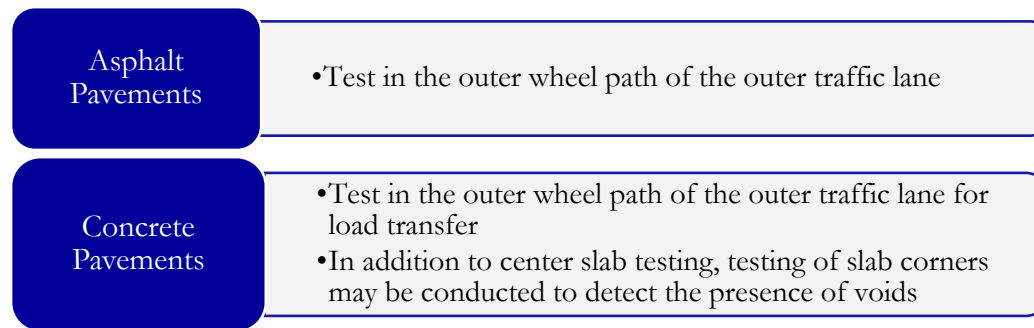 Asphalt
Pavements
•Test in the outer wheel path of the outer traffic lane
Concrete
Pavements
•Test in the outer wheel path of the outer traffic lane for
load transfer
•In addition to center slab testing, testing of slab corners
may be conducted to detect the presence of voids